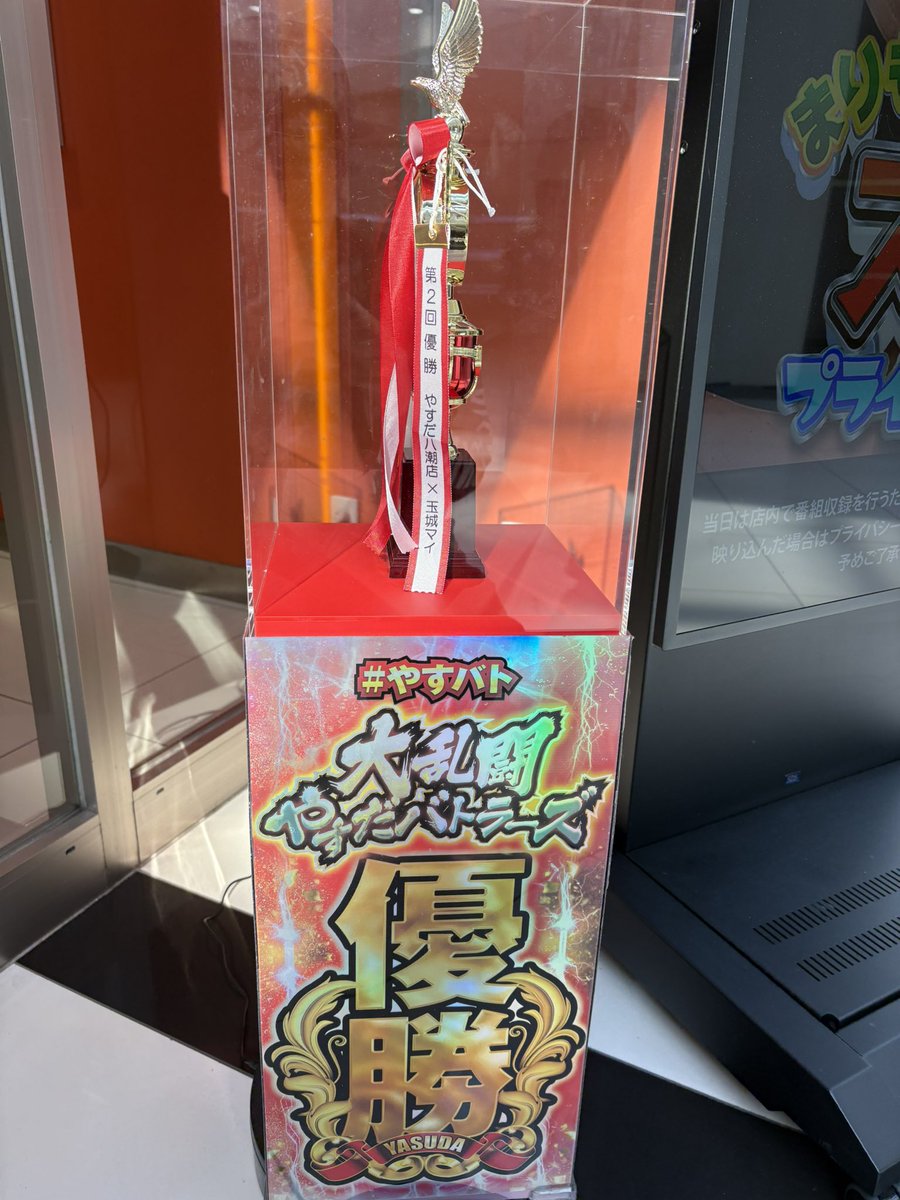 第2回 優勝 やすだ八潮店×玉城マイ
#やすバト
大乱闘
やすだバトラーズ
優
勝
YASUDA
まりも
プライ
当日は店内で番組収録を行うた
映り込んだ場合はプライバシー
予めご了承